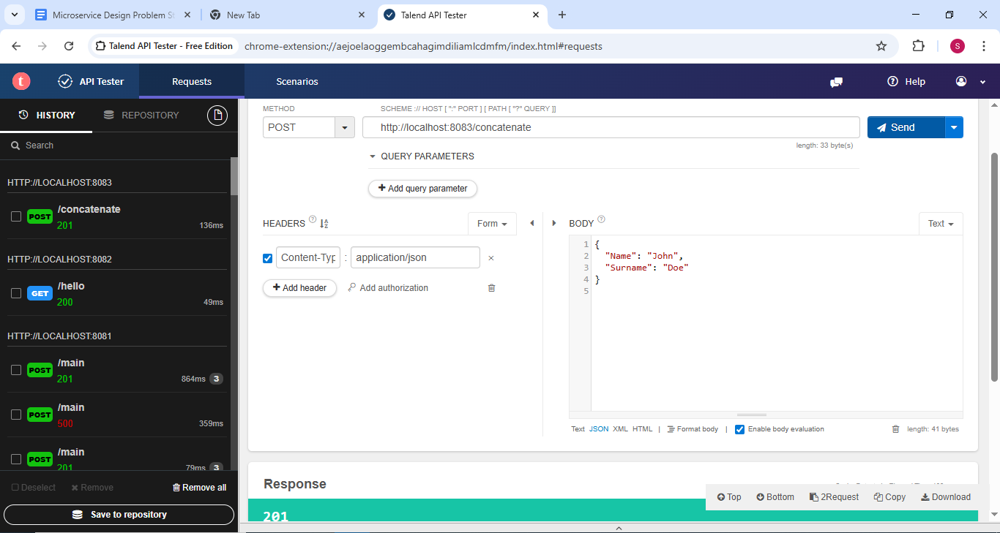 Microservice Design Problem St
New Tab
Talend API Tester
Talend API Tester - Free Edition
chrome-extension://aejoelaoggembcahagimdiliamlcdmfm/index.html#requests
S
t
API Tester
Requests
Scenarios
Help
HISTORY
REPOSITORY
Search
HTTP://LOCALHOST:8083
POST
/concatenate
201
136ms
HTTP://LOCALHOST:8082
GET
/hello
200
49ms
HTTP://LOCALHOST:8081
POST
/main
201
864ms
3
POST
/main
500
359ms
POST
/main
201
79ms
3
Deselect
Remove
Remove all
Save to repository
METHOD
SCHEME :// HOST [ ":" PORT ] [ PATH [ "?" QUERY ]]
POST
http://localhost:8083/concatenate
Send
length: 33 byte(s)
QUERY PARAMETERS
Add query parameter
HEADERS
Form
Content-Typ
:
application/json
Add header
Add authorization
BODY
Text
1 {
2 "Name": "John",
3 "Surname": "Doe"
4 }
5
Text JSON XML HTML | Format body | Enable body evaluation
length: 41 bytes
Response
201
Top
Bottom
2Request
Copy
Download